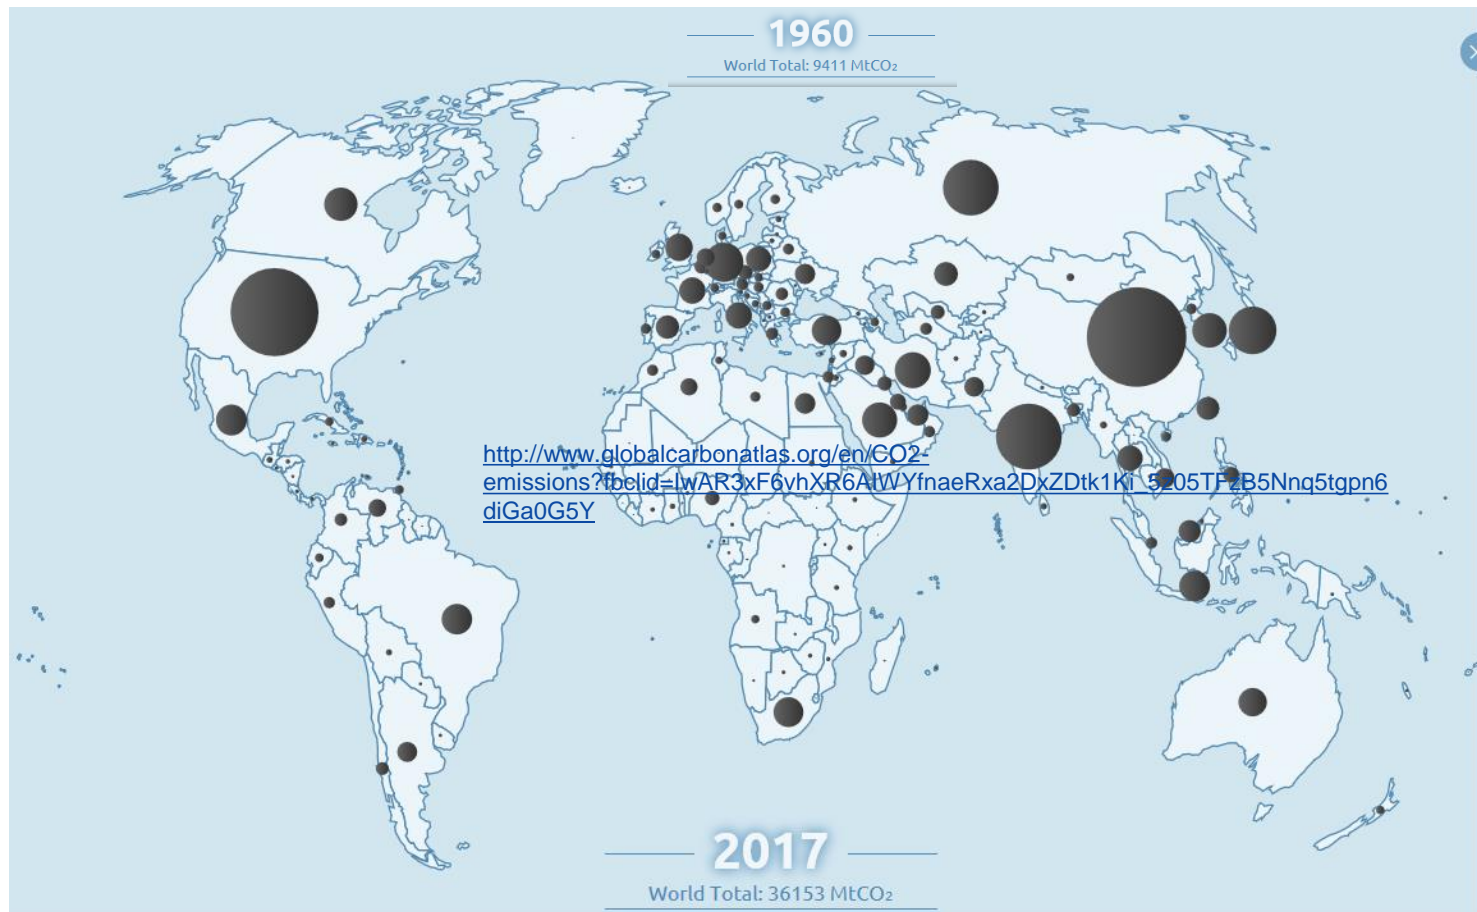 1960
World Total: 9411 MtCO₂
http://www.globalcarbonatlas.org/en/CO2-
emissions?fbclid=IwAR3xF6vhXR6AIWYfnaeRxa2DxZDtk1Ki_5z05TFzB5Nnq5tgpn6
diGa0G5Y
2017
World Total: 36153 MtCO₂